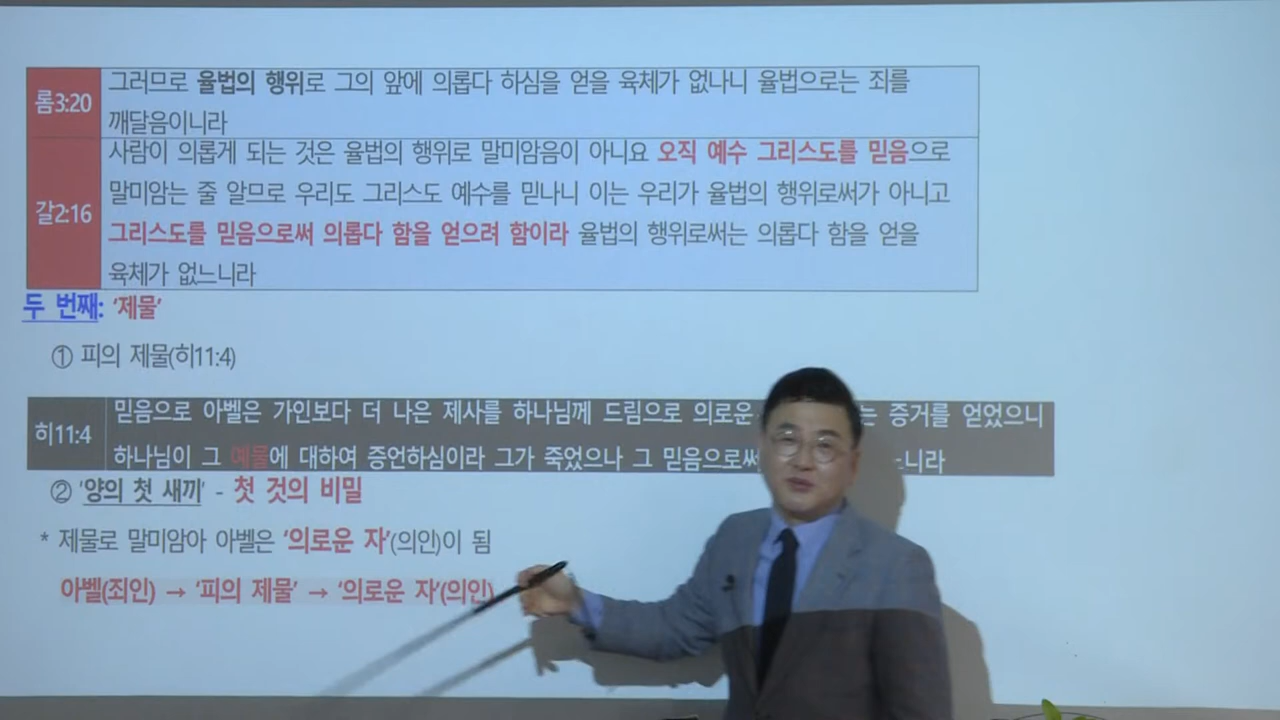 롬3:20
그러므로 율법의 행위로 그의 앞에 의롭다 하심을 얻을 육체가 없나니 율법으로는 죄를
깨달음이니라
갈2:16
사람이 의롭게 되는 것은 율법의 행위로 말미암음이 아니요 오직 예수 그리스도를 믿음으로
말미암는 줄 알므로 우리도 그리스도 예수를 믿나니 이는 우리가 율법의 행위로써가 아니고
그리스도를 믿음으로써 의롭다 함을 얻으려 함이라 율법의 행위로써는 의롭다 함을 얻을
육체가 없느니라
두 번째: '제물'
① 피의 제물(히11:4)
히11:4
믿음으로 아벨은 가인보다 더 나은 제사를 하나님께 드림으로 의로운 는 증거를 얻었으니
하나님이 그 예물에 대하여 증언하심이라 그가 죽었으나 그 믿음으로써 니라
② '양의 첫 새끼' - 첫 것의 비밀
* 제물로 말미암아 아벨은 '의로운 자'(의인)이 됨
아벨(죄인) → '피의 제물' → '의로운 자'(의인)